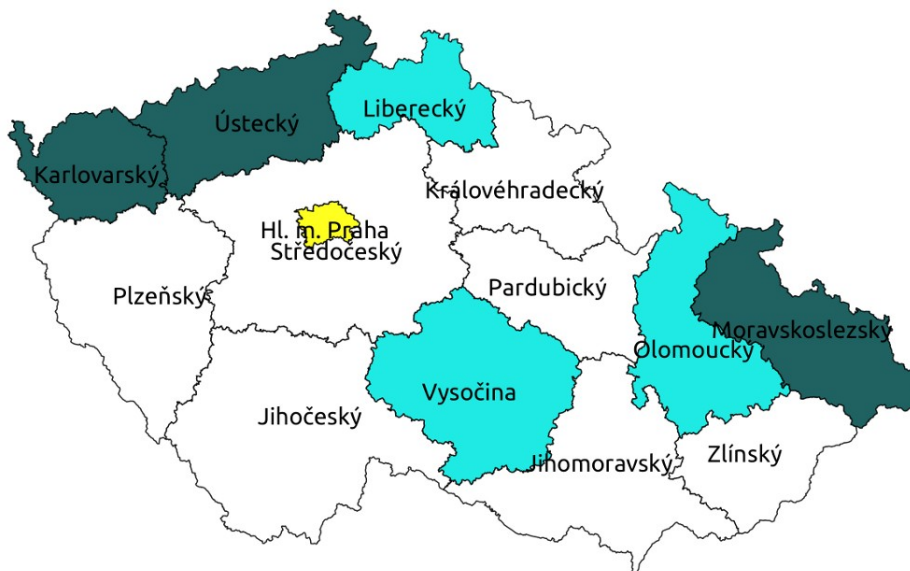 Liberecký
Ústecký
Karlovarský
Královéhradecký
Hl. m. Praha
Středočeský
Plzeňský
Pardubický
Moravskoslezský
Olomoucký
Vysočina
Jihočeský
Zlínský
Jihomoravský